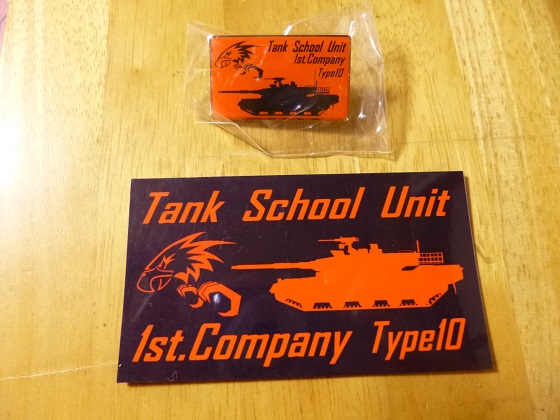 Tank School Unit
1st.Company
Type10
Tank School Unit
1st.Company Type10